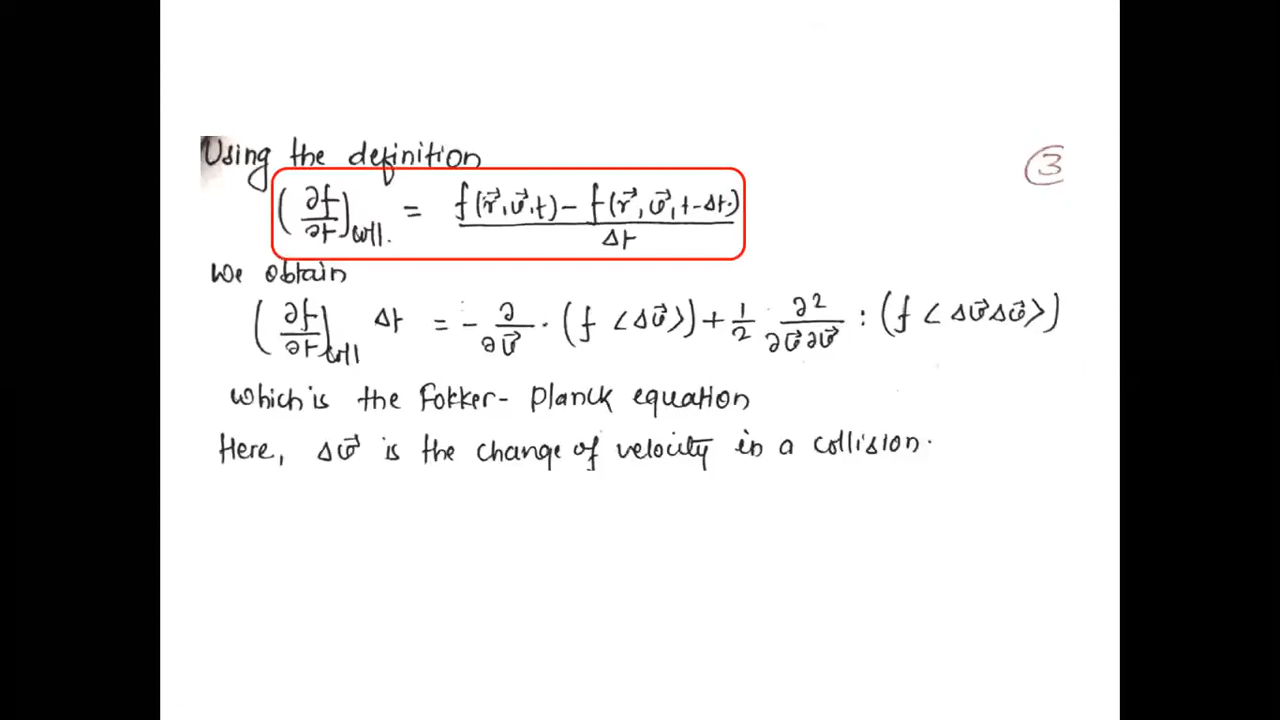 Using the definition
③
(∂f/∂t)coll. = f(r⃗, v⃗, t) - f(r⃗, v⃗, t-Δt) / Δt
We obtain
(∂f/∂t)coll Δt = - ∂/∂v⃗ · (f <Δv⃗>) + 1/2 ∂²/∂v⃗∂v⃗ : (f <Δv⃗Δv⃗>)
which is the Fokker-Planck equation
Here, Δv⃗ is the change of velocity in a collision.